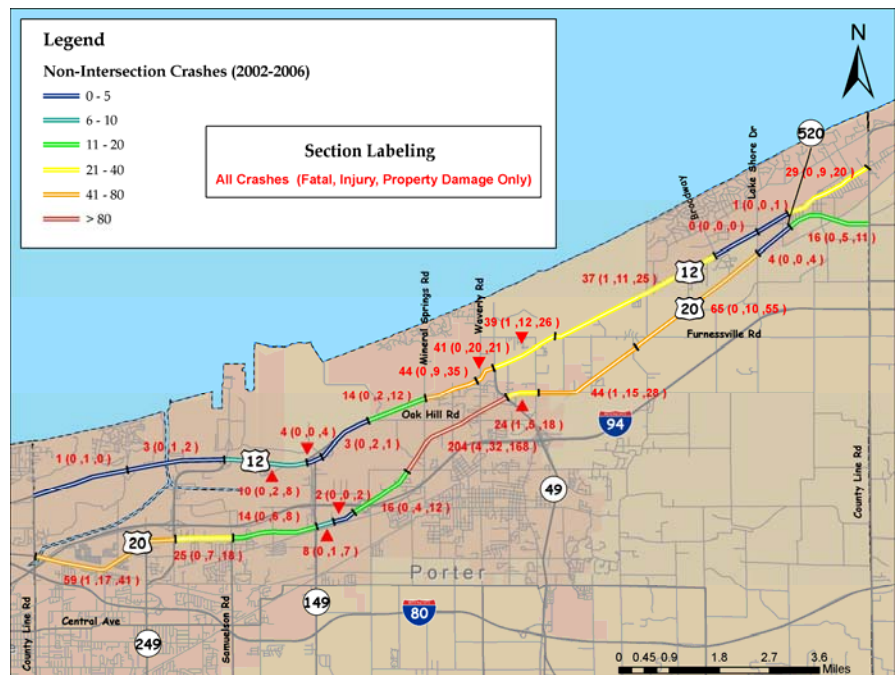 Legend
Non-Intersection Crashes (2002-2006)
0 - 5
6 - 10
11 - 20
21 - 40
41 - 80
> 80
Section Labeling
All Crashes (Fatal, Injury, Property Damage Only)
N
520
Lake Shore Dr
Broadway
29 (0 ,9 ,20 )
1 (0 ,0 ,1 )
0 (0 ,0 ,0 )
16 (0 ,5 ,11 )
4 (0 ,0 ,4 )
37 (1 ,11 ,25 )
12
20
65 (0 ,10 ,55 )
Furnessville Rd
Mineral Springs Rd
Waverly Rd
39 (1 ,12 ,26 )
41 (0 ,20 ,21 )
44 (0 ,9 ,35 )
44 (1 ,15 ,28 )
14 (0 ,2 ,12 )
Oak Hill Rd
24 (1 ,5 ,18 )
94
4 (0 ,0 ,4 )
3 (0 ,2 ,1 )
204 (4 ,32 ,168 )
3 (0 ,1 ,2 )
1 (0 ,1 ,0 )
12
10 (0 ,2 ,8 )
2 (0 ,0 ,2 )
49
County Line Rd
14 (0 ,6 ,8 )
16 (0 ,4 ,12 )
20
25 (0 ,7 ,18 )
8 (0 ,1 ,7 )
59 (1 ,17 ,41 )
Porter
149
80
Central Ave
249
County Line Rd
Samuelson Rd
0 0.45 0.9 1.8 2.7 3.6
Miles